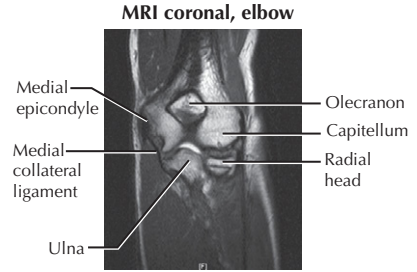 MRI coronal, elbow
Medial
epicondyle
Medial
collateral
ligament
Ulna
Olecranon
Capitellum
Radial
head
P